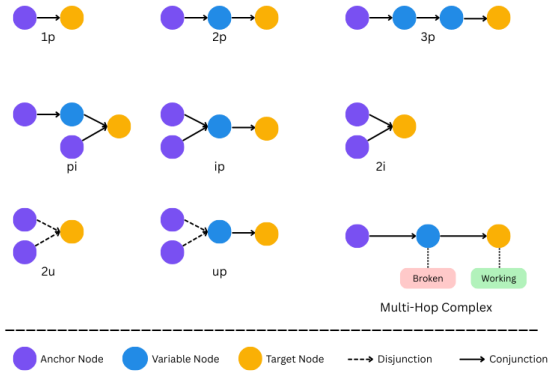 1p
2p
3p
pi
ip
2i
2u
up
Broken
Working
Multi-Hop Complex
Anchor Node
Variable Node
Target Node
Disjunction
Conjunction